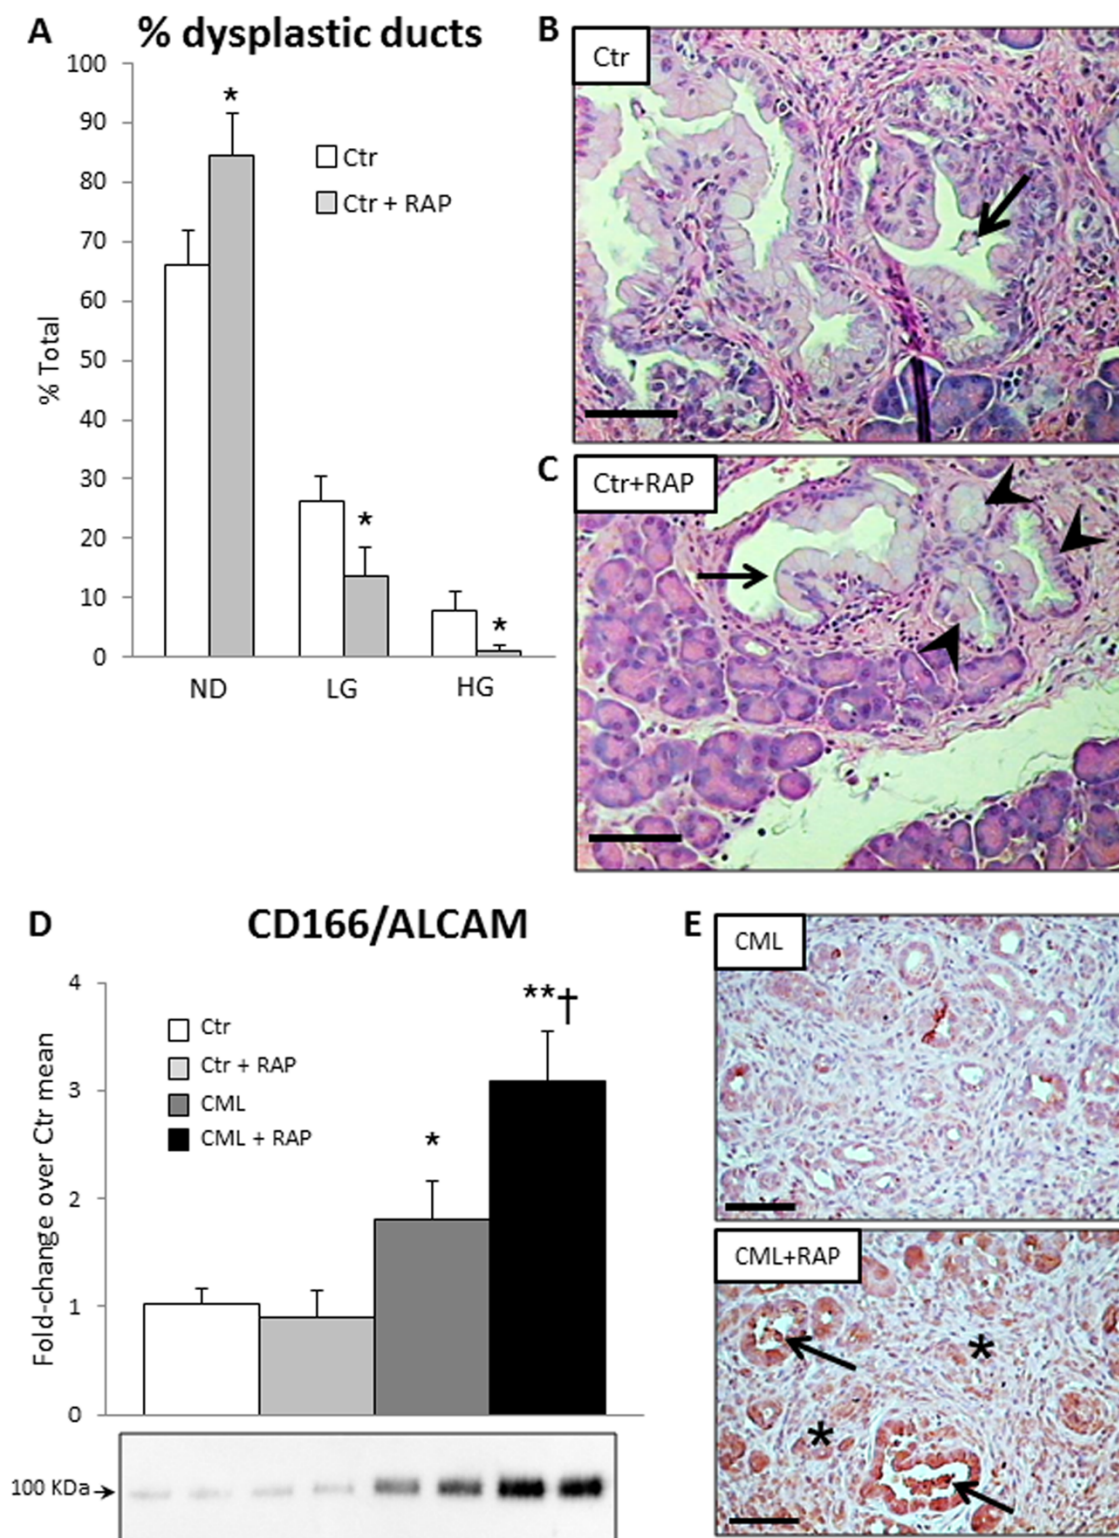 A
% dysplastic ducts
100
90
80
70
60
50
40
30
20
10
0
% Total
*
*
*
Ctr
Ctr + RAP
ND
LG
HG
B
Ctr
C
Ctr+RAP
D
CD166/ALCAM
4
3
2
1
0
Fold-change over Ctr mean
Ctr
Ctr + RAP
CML
CML + RAP
*
**†
100 KDa
E
CML
CML+RAP
*
*